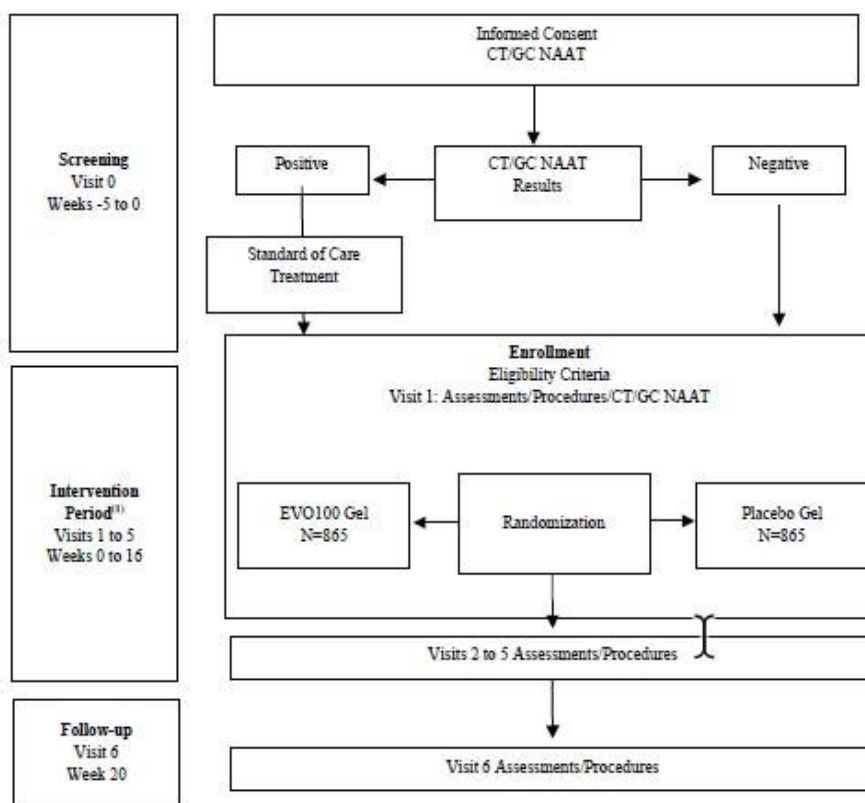 Informed Consent
CT/GC NAAT
Screening
Visit 0
Weeks -5 to 0
Positive
CT/GC NAAT
Results
Negative
Standard of Care
Treatment
Enrollment
Eligibility Criteria
Visit 1: Assessments/Procedures/CT/GC NAAT
Intervention
Period(1)
Visits 1 to 5
Weeks 0 to 16
EVO100 Gel
N=865
Randomization
Placebo Gel
N=865
Visits 2 to 5 Assessments/Procedures
Follow-up
Visit 6
Week 20
Visit 6 Assessments/Procedures